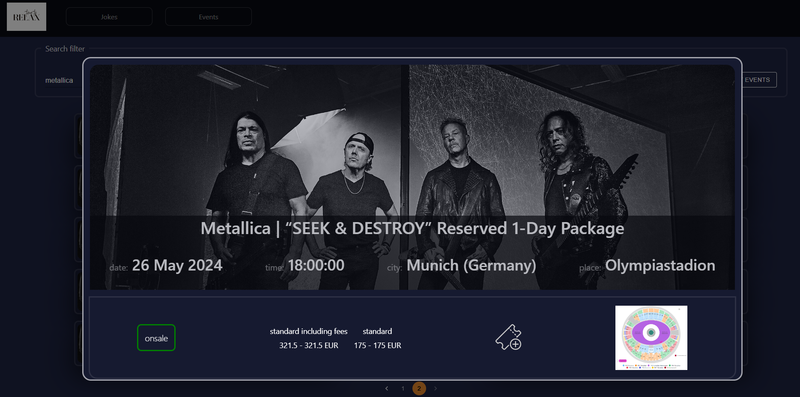 RELAX
Jokes
Events
Search filter
metallica
EVENTS
Metallica | “SEEK & DESTROY” Reserved 1-Day Package
date: 26 May 2024 time: 18:00:00 city: Munich (Germany) place: Olympiastadion
onsale
standard including fees standard
321.5 - 321.5 EUR 175 - 175 EUR
1 2